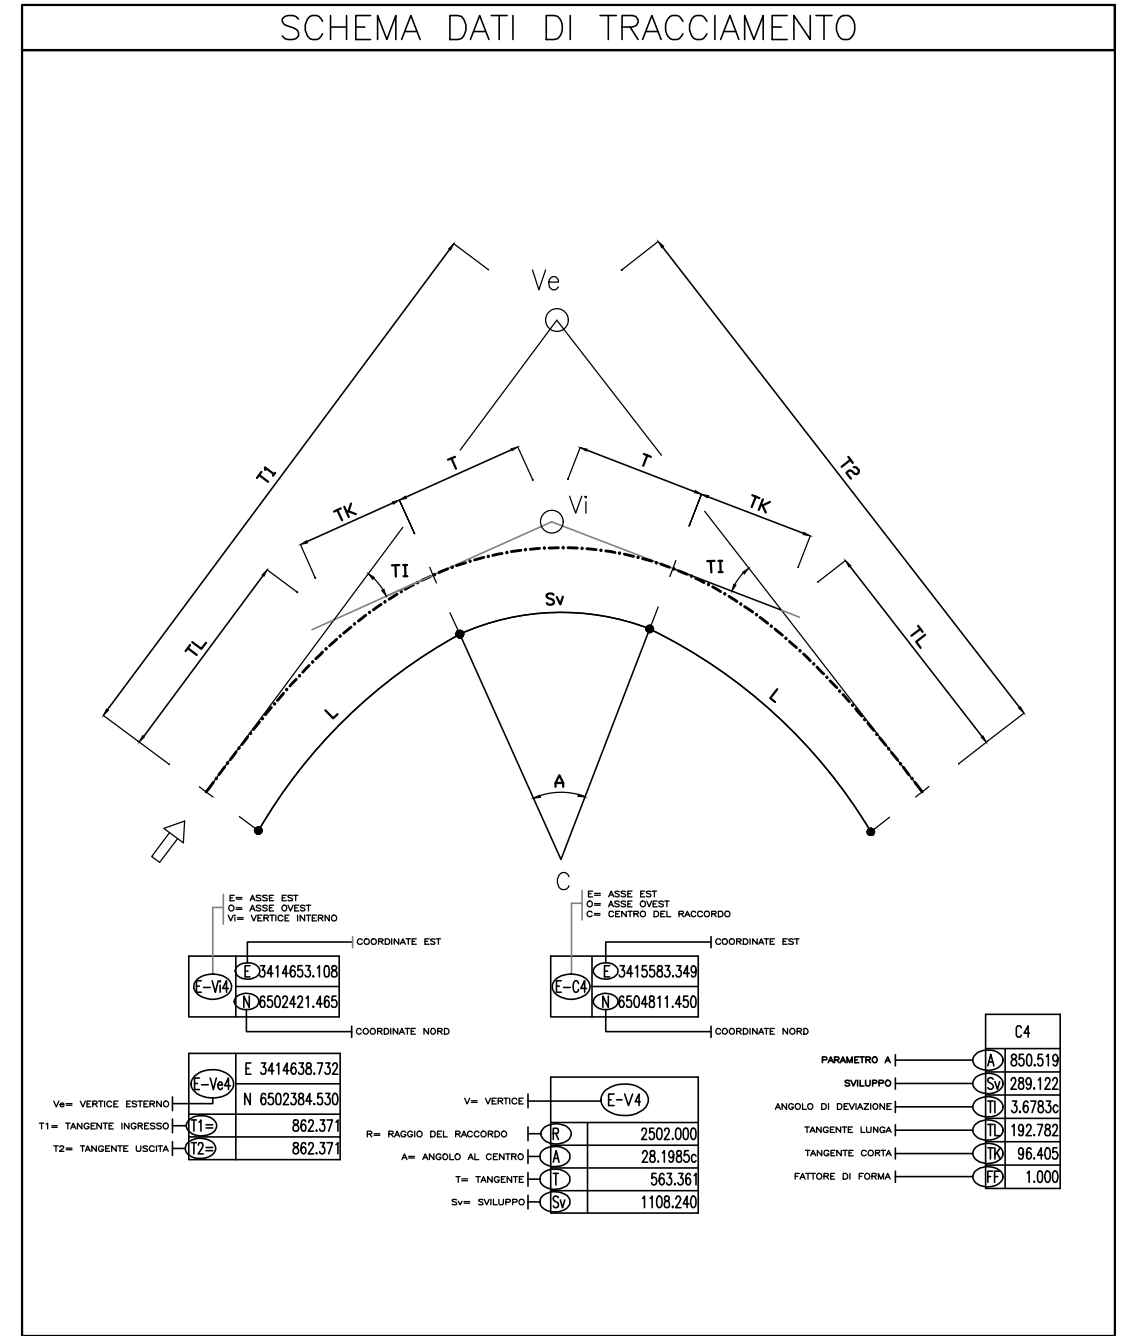 SCHEMA DATI DI TRACCIAMENTO
Ve
T1
T2
T
T
TK
TK
Vi
TI
TI
TL
TL
Sv
L
L
A
C
E= ASSE EST
O= ASSE OVEST
Vi= VERTICE INTERNO
COORDINATE EST
E-Vi4
E 3414653.108
N 6502421.465
COORDINATE NORD
E= ASSE EST
O= ASSE OVEST
C= CENTRO DEL RACCORDO
COORDINATE EST
E-C4
E 3415583.349
N 6504811.450
COORDINATE NORD
E-Ve4
E 3414638.732
N 6502384.530
Ve= VERTICE ESTERNO
T1= TANGENTE INGRESSO T1= 862.371
T2= TANGENTE USCITA T2= 862.371
V= VERTICE E-V4
R= RAGGIO DEL RACCORDO R 2502.000
A= ANGOLO AL CENTRO A 28.1985c
T= TANGENTE T 563.361
Sv= SVILUPPO Sv 1108.240
C4
PARAMETRO A A 850.519
SVILUPPO Sv 289.122
ANGOLO DI DEVIAZIONE TI 3.6783c
TANGENTE LUNGA TL 192.782
TANGENTE CORTA TK 96.405
FATTORE DI FORMA FF 1.000